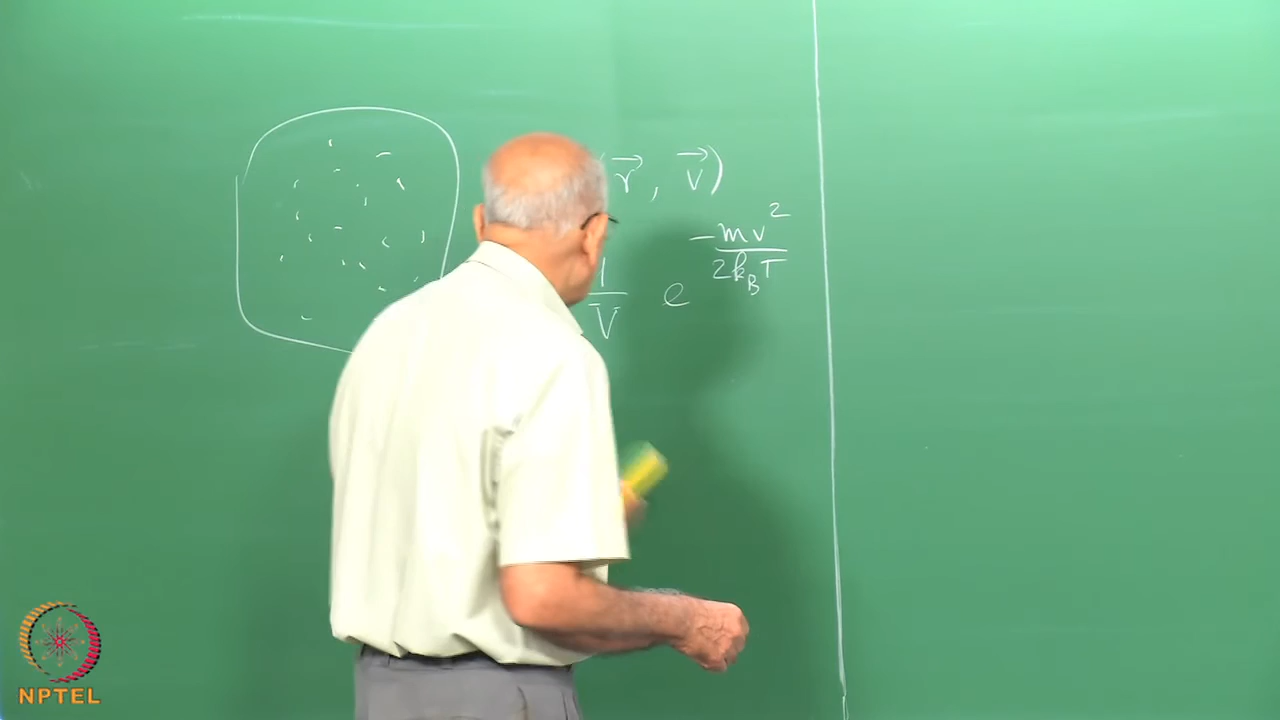 (r⃗, v⃗)
1/V e^{-mv²/2k_BT}
NPTEL